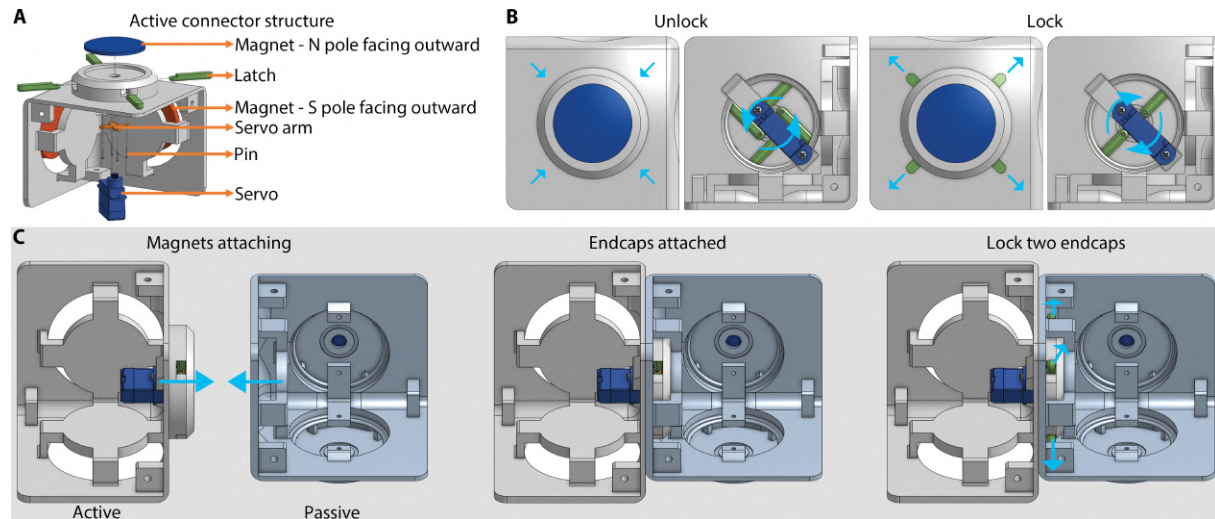 A
Active connector structure
Magnet - N pole facing outward
Latch
Magnet - S pole facing outward
Servo arm
Pin
Servo
B
Unlock
Lock
C
Magnets attaching
Endcaps attached
Lock two endcaps
Active
Passive